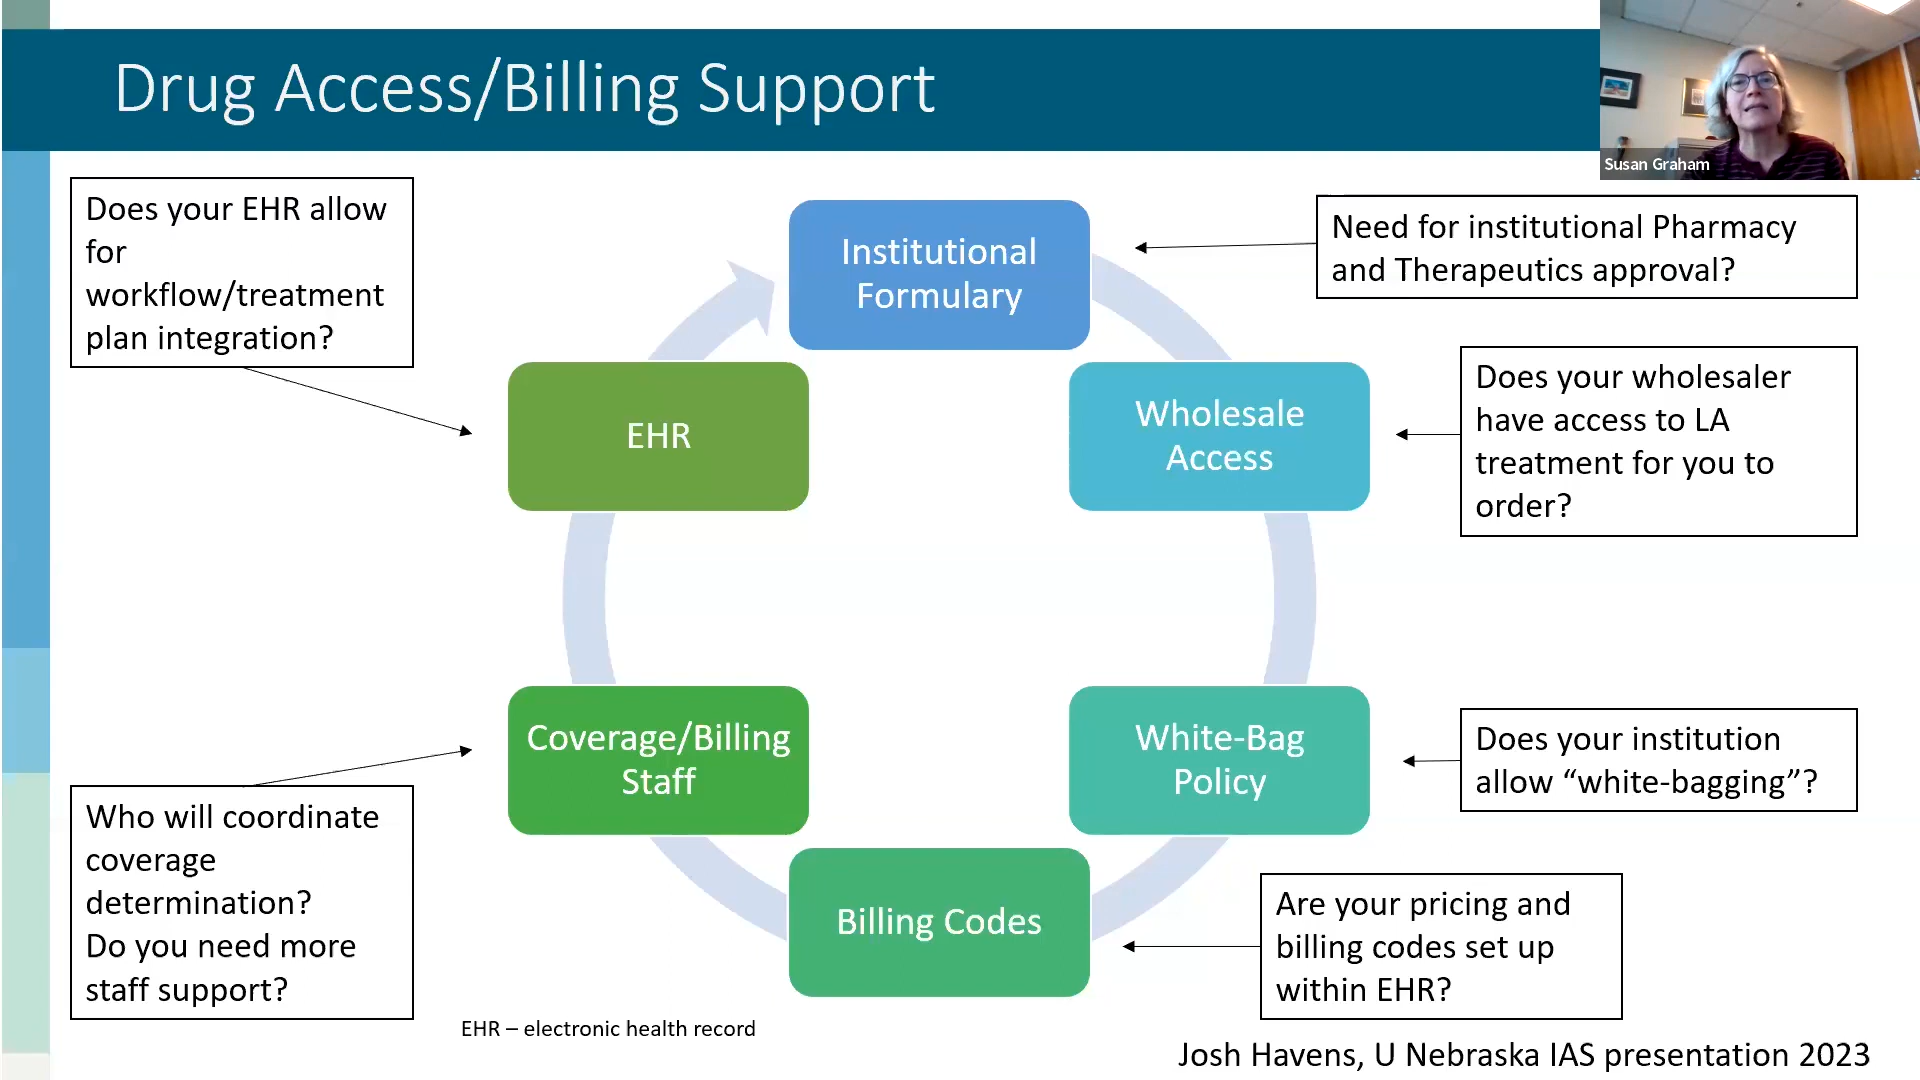 Drug Access/Billing Support
Susan Graham
Does your EHR allow
for
workflow/treatment
plan integration?
Institutional
Formulary
Need for institutional Pharmacy
and Therapeutics approval?
EHR
Wholesale
Access
Does your wholesaler
have access to LA
treatment for you to
order?
Coverage/Billing
Staff
White-Bag
Policy
Does your institution
allow “white-bagging”?
Who will coordinate
coverage
determination?
Do you need more
staff support?
Billing Codes
Are your pricing and
billing codes set up
within EHR?
EHR – electronic health record
Josh Havens, U Nebraska IAS presentation 2023